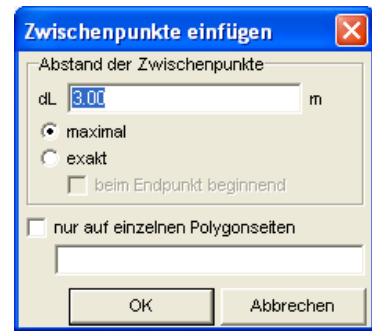 Zwischenpunkte einfügen
Abstand der Zwischenpunkte
dL 3.00 m
maximal
exakt
beim Endpunkt beginnend
nur auf einzelnen Polygonseiten
OK Abbrechen